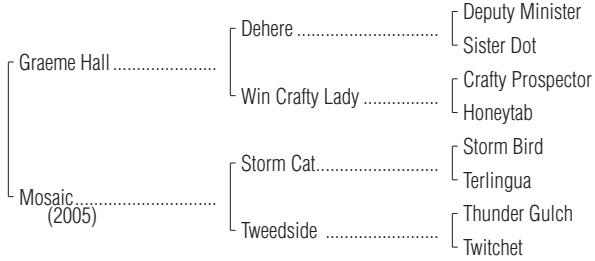 Deputy Minister
Dehere ................................
Sister Dot
Graeme Hall .......................
Crafty Prospector
Win Crafty Lady .................
Honeytab
Storm Bird
Storm Cat............................
Terlingua
Mosaic................................
(2005)
Thunder Gulch
Tweedside .........................
Twitchet